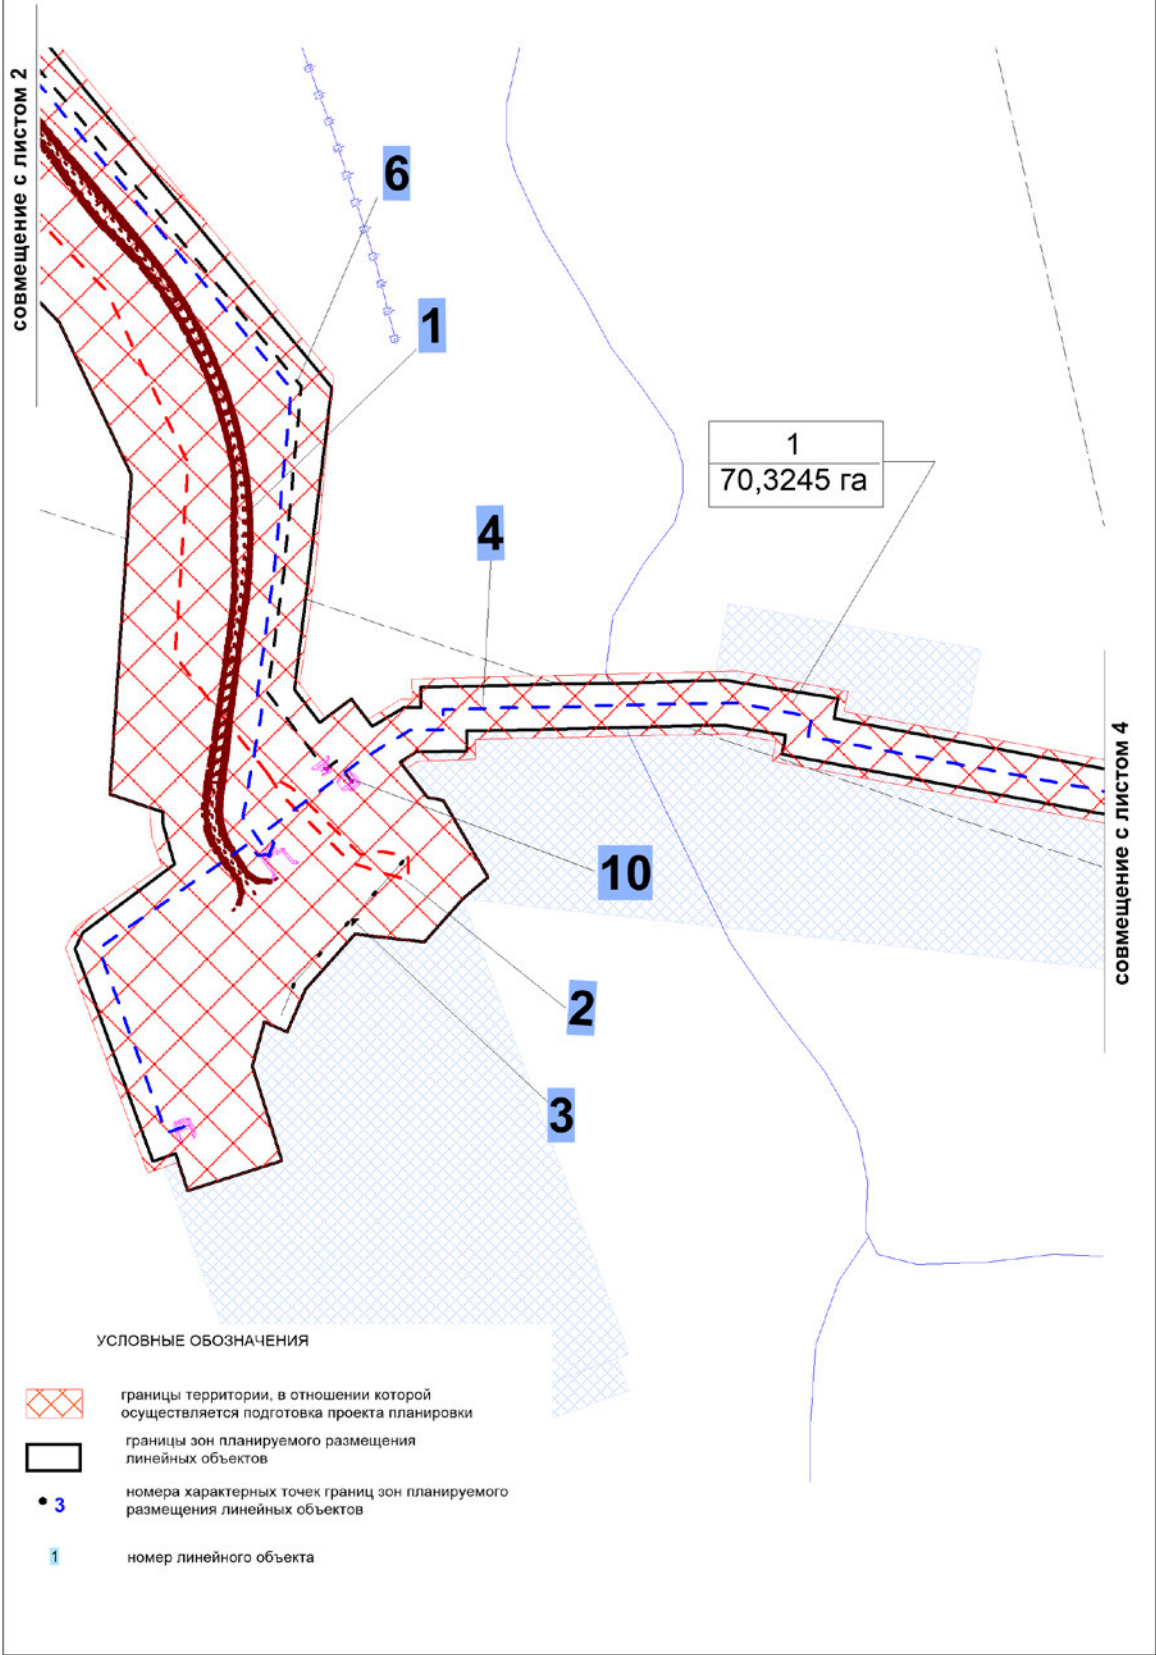 совмещение с листом 2
6
1
1
70,3245 га
4
10
совмещение с листом 4
2
3
УСЛОВНЫЕ ОБОЗНАЧЕНИЯ
границы территории, в отношении которой
осуществляется подготовка проекта планировки
границы зон планируемого размещения
линейных объектов
3
номера характерных точек границ зон планируемого
размещения линейных объектов
1
номер линейного объекта